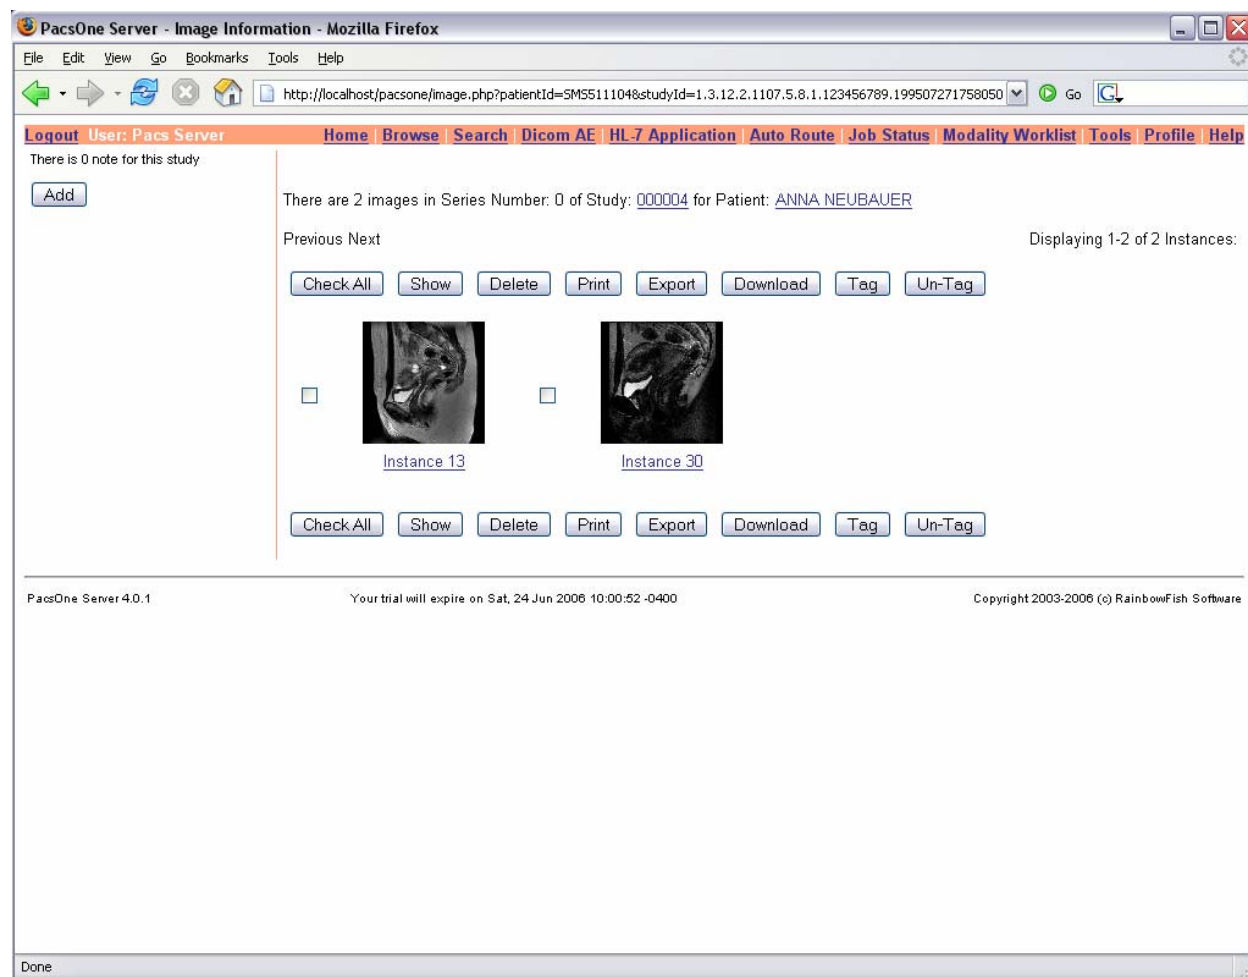 PacsOne Server - Image Information - Mozilla Firefox
File Edit View Go Bookmarks Tools Help
http://localhost/pacsone/image.php?patientId=SMS511104&studyId=1.3.12.2.1107.5.8.1.123456789.199507271758050 Go G
Logout User: Pacs Server Home | Browse | Search | Dicom AE | HL-7 Application | Auto Route | Job Status | Modality Worklist | Tools | Profile | Help
There is 0 note for this study
Add
There are 2 images in Series Number: 0 of Study: 000004 for Patient: ANNA NEUBAUER
Previous Next Displaying 1-2 of 2 Instances:
Check All Show Delete Print Export Download Tag Un-Tag
Instance 13 Instance 30
Check All Show Delete Print Export Download Tag Un-Tag
PacsOne Server 4.0.1 Your trial will expire on Sat, 24 Jun 2006 10:00:52 -0400 Copyright 2003-2006 (c) RainbowFish Software
Done